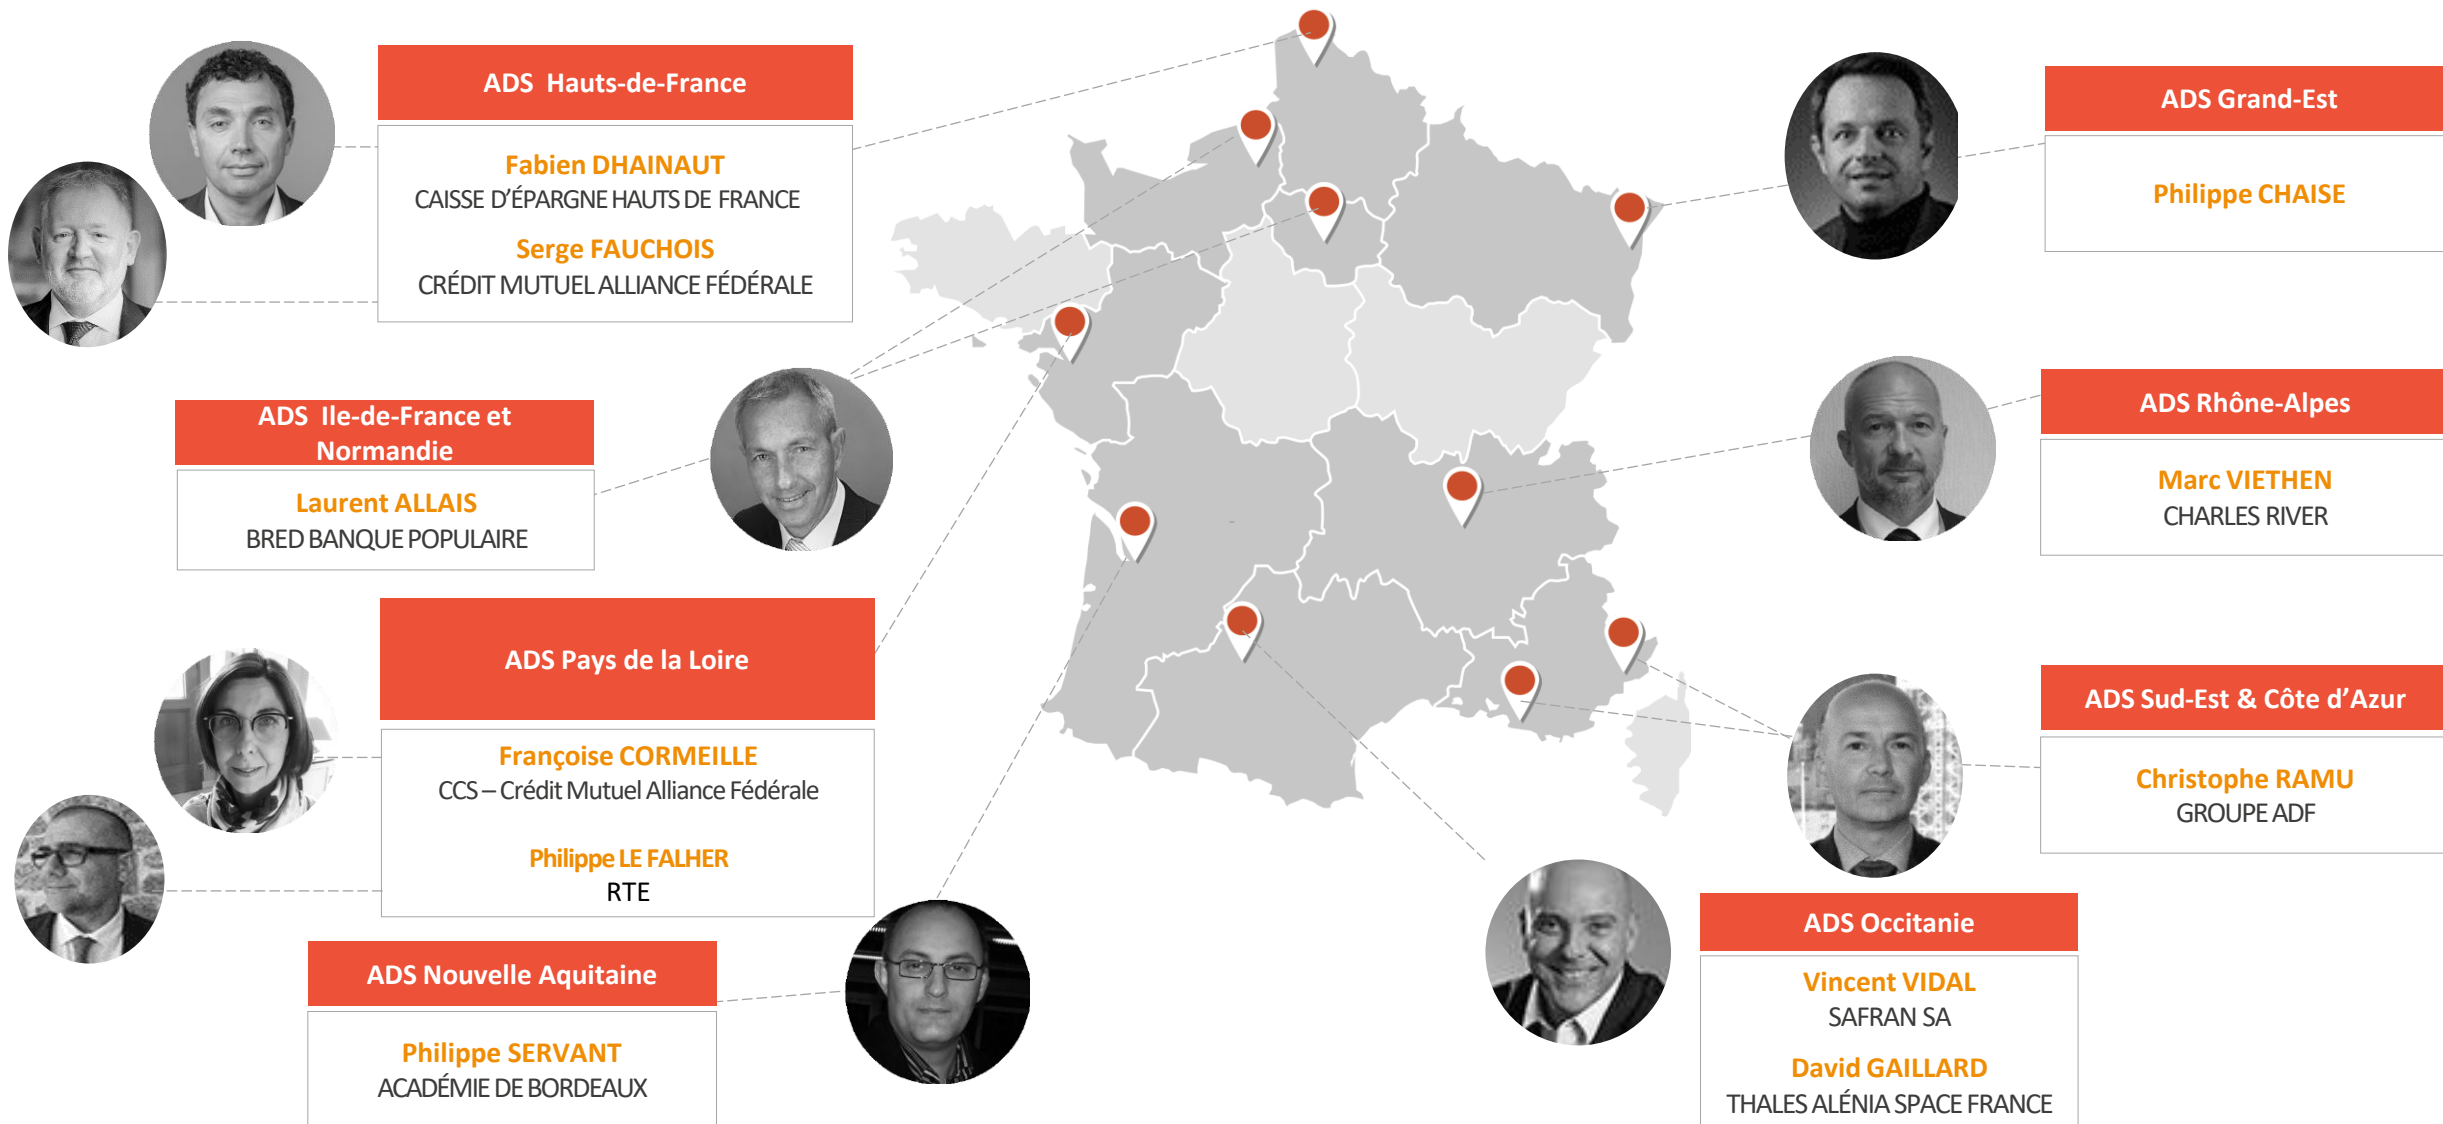 ADS Hauts-de-France
Fabien DHAINAUT
CAISSE D'ÉPARGNE HAUTS DE FRANCE
Serge FAUCHOIS
CRÉDIT MUTUEL ALLIANCE FÉDÉRALE
ADS Ile-de-France et
Normandie
Laurent ALLAIS
BRED BANQUE POPULAIRE
ADS Pays de la Loire
Françoise CORMEILLE
CCS – Crédit Mutuel Alliance Fédérale
Philippe LE FALHER
RTE
ADS Nouvelle Aquitaine
Philippe SERVANT
ACADÉMIE DE BORDEAUX
ADS Grand-Est
Philippe CHAISE
ADS Rhône-Alpes
Marc VIETHEN
CHARLES RIVER
ADS Sud-Est & Côte d’Azur
Christophe RAMU
GROUPE ADF
ADS Occitanie
Vincent VIDAL
SAFRAN SA
David GAILLARD
THALES ALÉNIA SPACE FRANCE